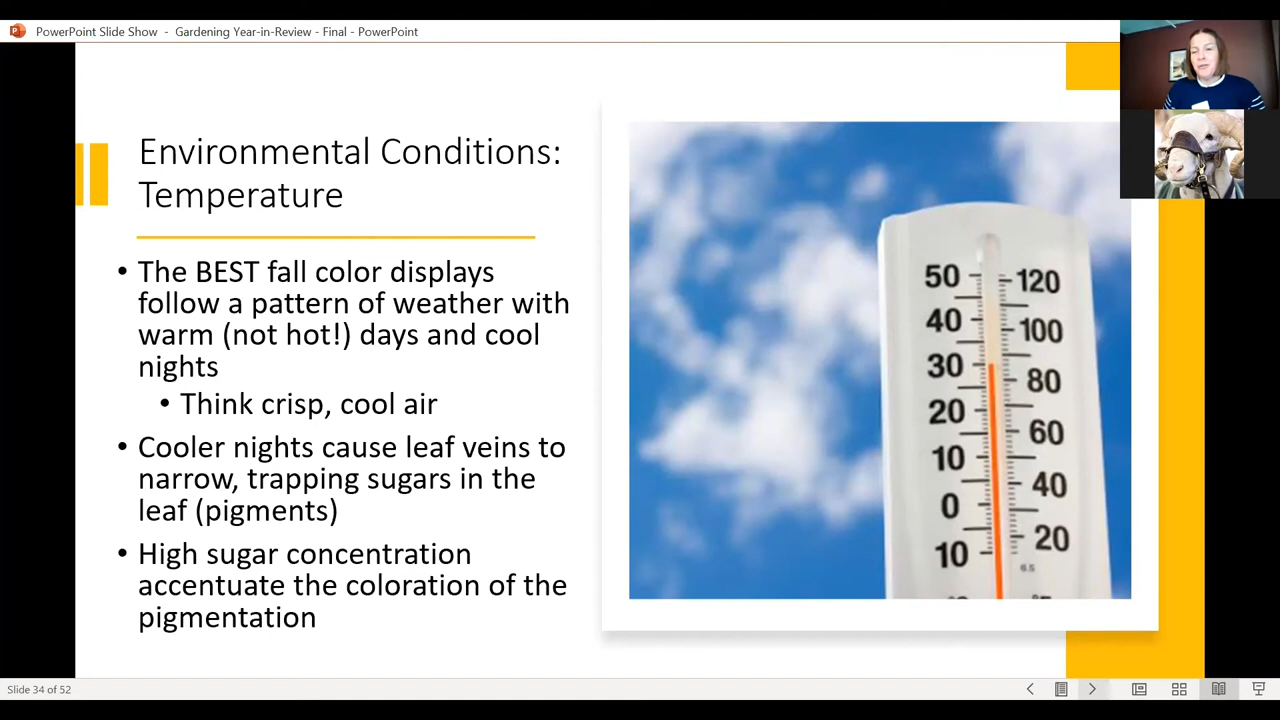 PowerPoint Slide Show - Gardening Year-in-Review - Final - PowerPoint
Environmental Conditions:
Temperature
• The BEST fall color displays
follow a pattern of weather with
warm (not hot!) days and cool
nights
• Think crisp, cool air
• Cooler nights cause leaf veins to
narrow, trapping sugars in the
leaf (pigments)
• High sugar concentration
accentuate the coloration of the
pigmentation
50 120
40 100
30 80
20 60
10 40
0 20
10
Slide 34 of 52